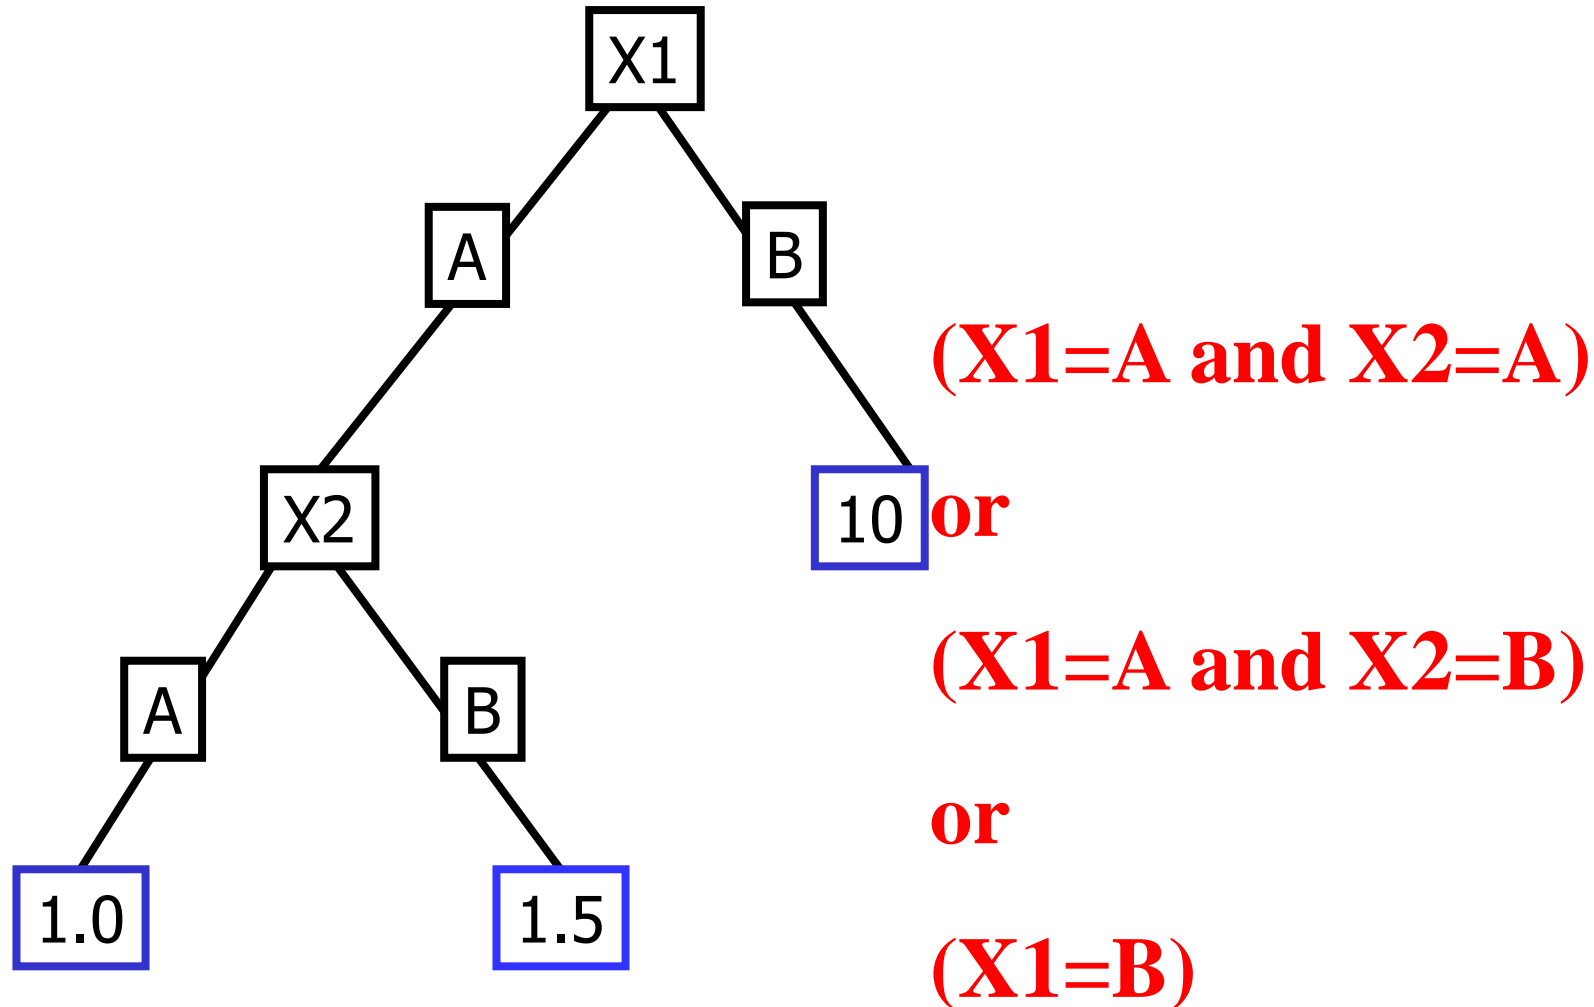 X1
A
B
X2
10
A
B
1.0
1.5
(X1=A and X2=A)
or
(X1=A and X2=B)
or
(X1=B)